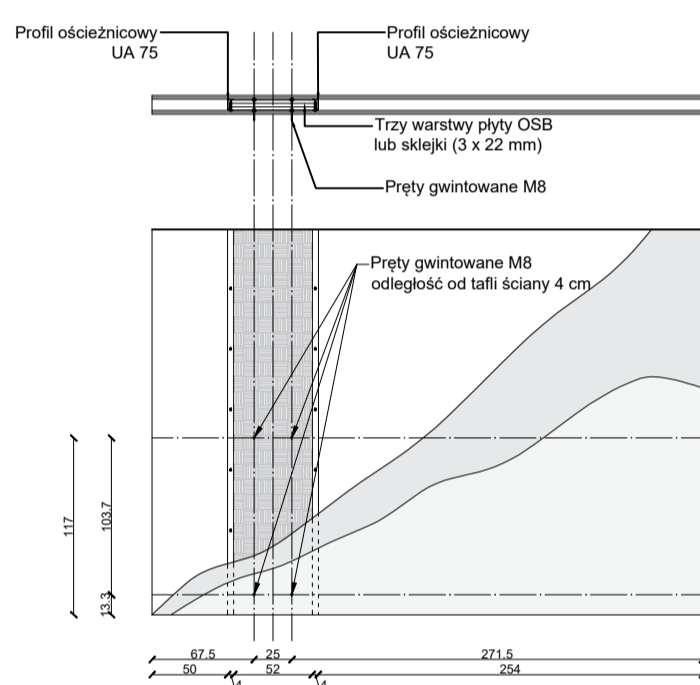 Profil ościeżnicowy
UA 75
Profil ościeżnicowy
UA 75
Trzy warstwy płyty OSB
lub sklejki (3 x 22 mm)
Pręty gwintowane M8
Pręty gwintowane M8
odległość od tafli ściany 4 cm
117
103.7
13.3
67.5
25
271.5
50
52
254
4
4